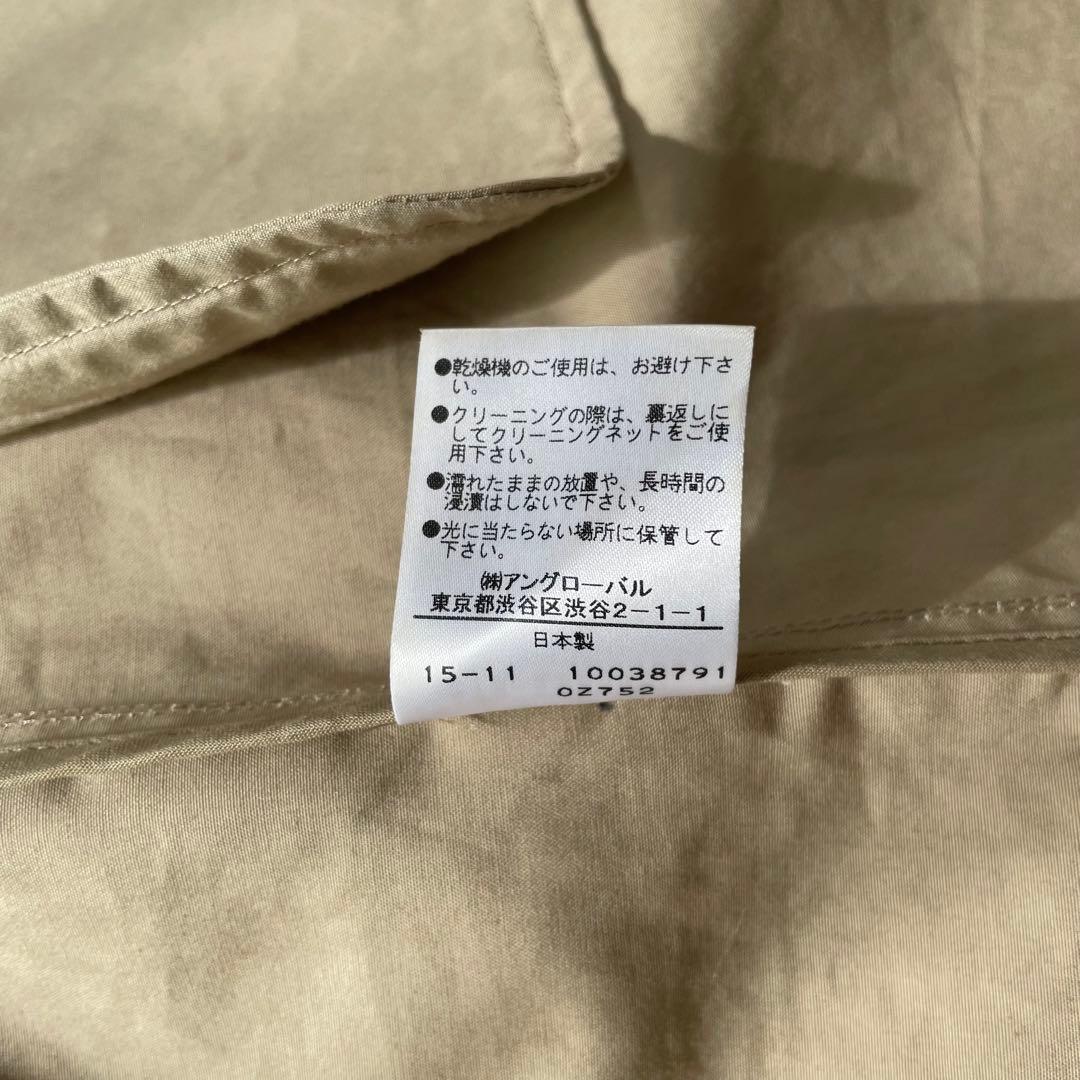 ●乾燥機のご使用は、お避け下さ
い。
●クリーニングの際は、裏返しに
してクリーニングネットをご使
用下さい。
●濡れたままの放置や、長時間の
浸漬はしないで下さい。
●光に当たらない場所に保管して
下さい。
㈱アングローバル
東京都渋谷区渋谷2-1-1
日本製
15-11 10038791
0Z752